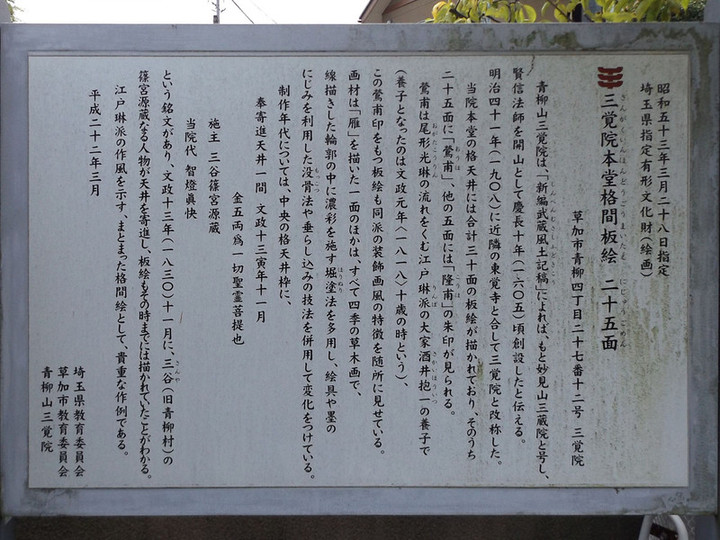 昭和五十三年三月二十八日指定
埼玉県指定有形文化財(絵画)
三覚院本堂格間板絵 二十五面
草加市青柳四丁目二十七番十二号 三覚院
青柳山三覚院は、「新編武蔵風土記稿」によれば、もと妙見山三蔵院と号し、
賢信法師を開山として慶長十年(一六〇五)頃創設したと伝える。
明治四十一年(一九〇八)に近隣の東覚寺と合して三覚院と改称した。
当院本堂の格天井には合計三十面の板絵が描かれており、そのうち
二十五面に「鶯甫」、他の五面には「隆甫」の朱印が見られる。
鶯甫は尾形光琳の流れをくむ江戸琳派の大家酒井抱一の養子で
(養子となったのは文政元年(一八一八)十歳の時という)、
この鶯甫印をもつ板絵も同派の装飾画風の特徴を随所に見せている。
画材は「雁」を描いた一面のほかは、すべて四季の草木画で、
線描きした輪郭の中に濃彩を施す堀塗法を多用し、絵具や墨の
にじみを利用した没骨法や垂らし込みの技法を併用して変化をつけている。
制作年代については、中央の格天井枠に、
奉寄進天井一間 文政十三寅年十一月
金五両為一切聖霊菩提也
施主 三谷篠宮源蔵
当院代 智燈眞快
という銘文があり、文政十三年(一八三〇)十一月に、三谷(旧青柳村)の
篠宮源蔵なる人物が天井を寄進し、板絵もその時までには描かれていたことがわかる。
江戸琳派の作風を示す、まとまった格間絵として、貴重な作例である。
平成二十二年三月
埼玉県教育委員会
草加市教育委員会
青柳山三覚院